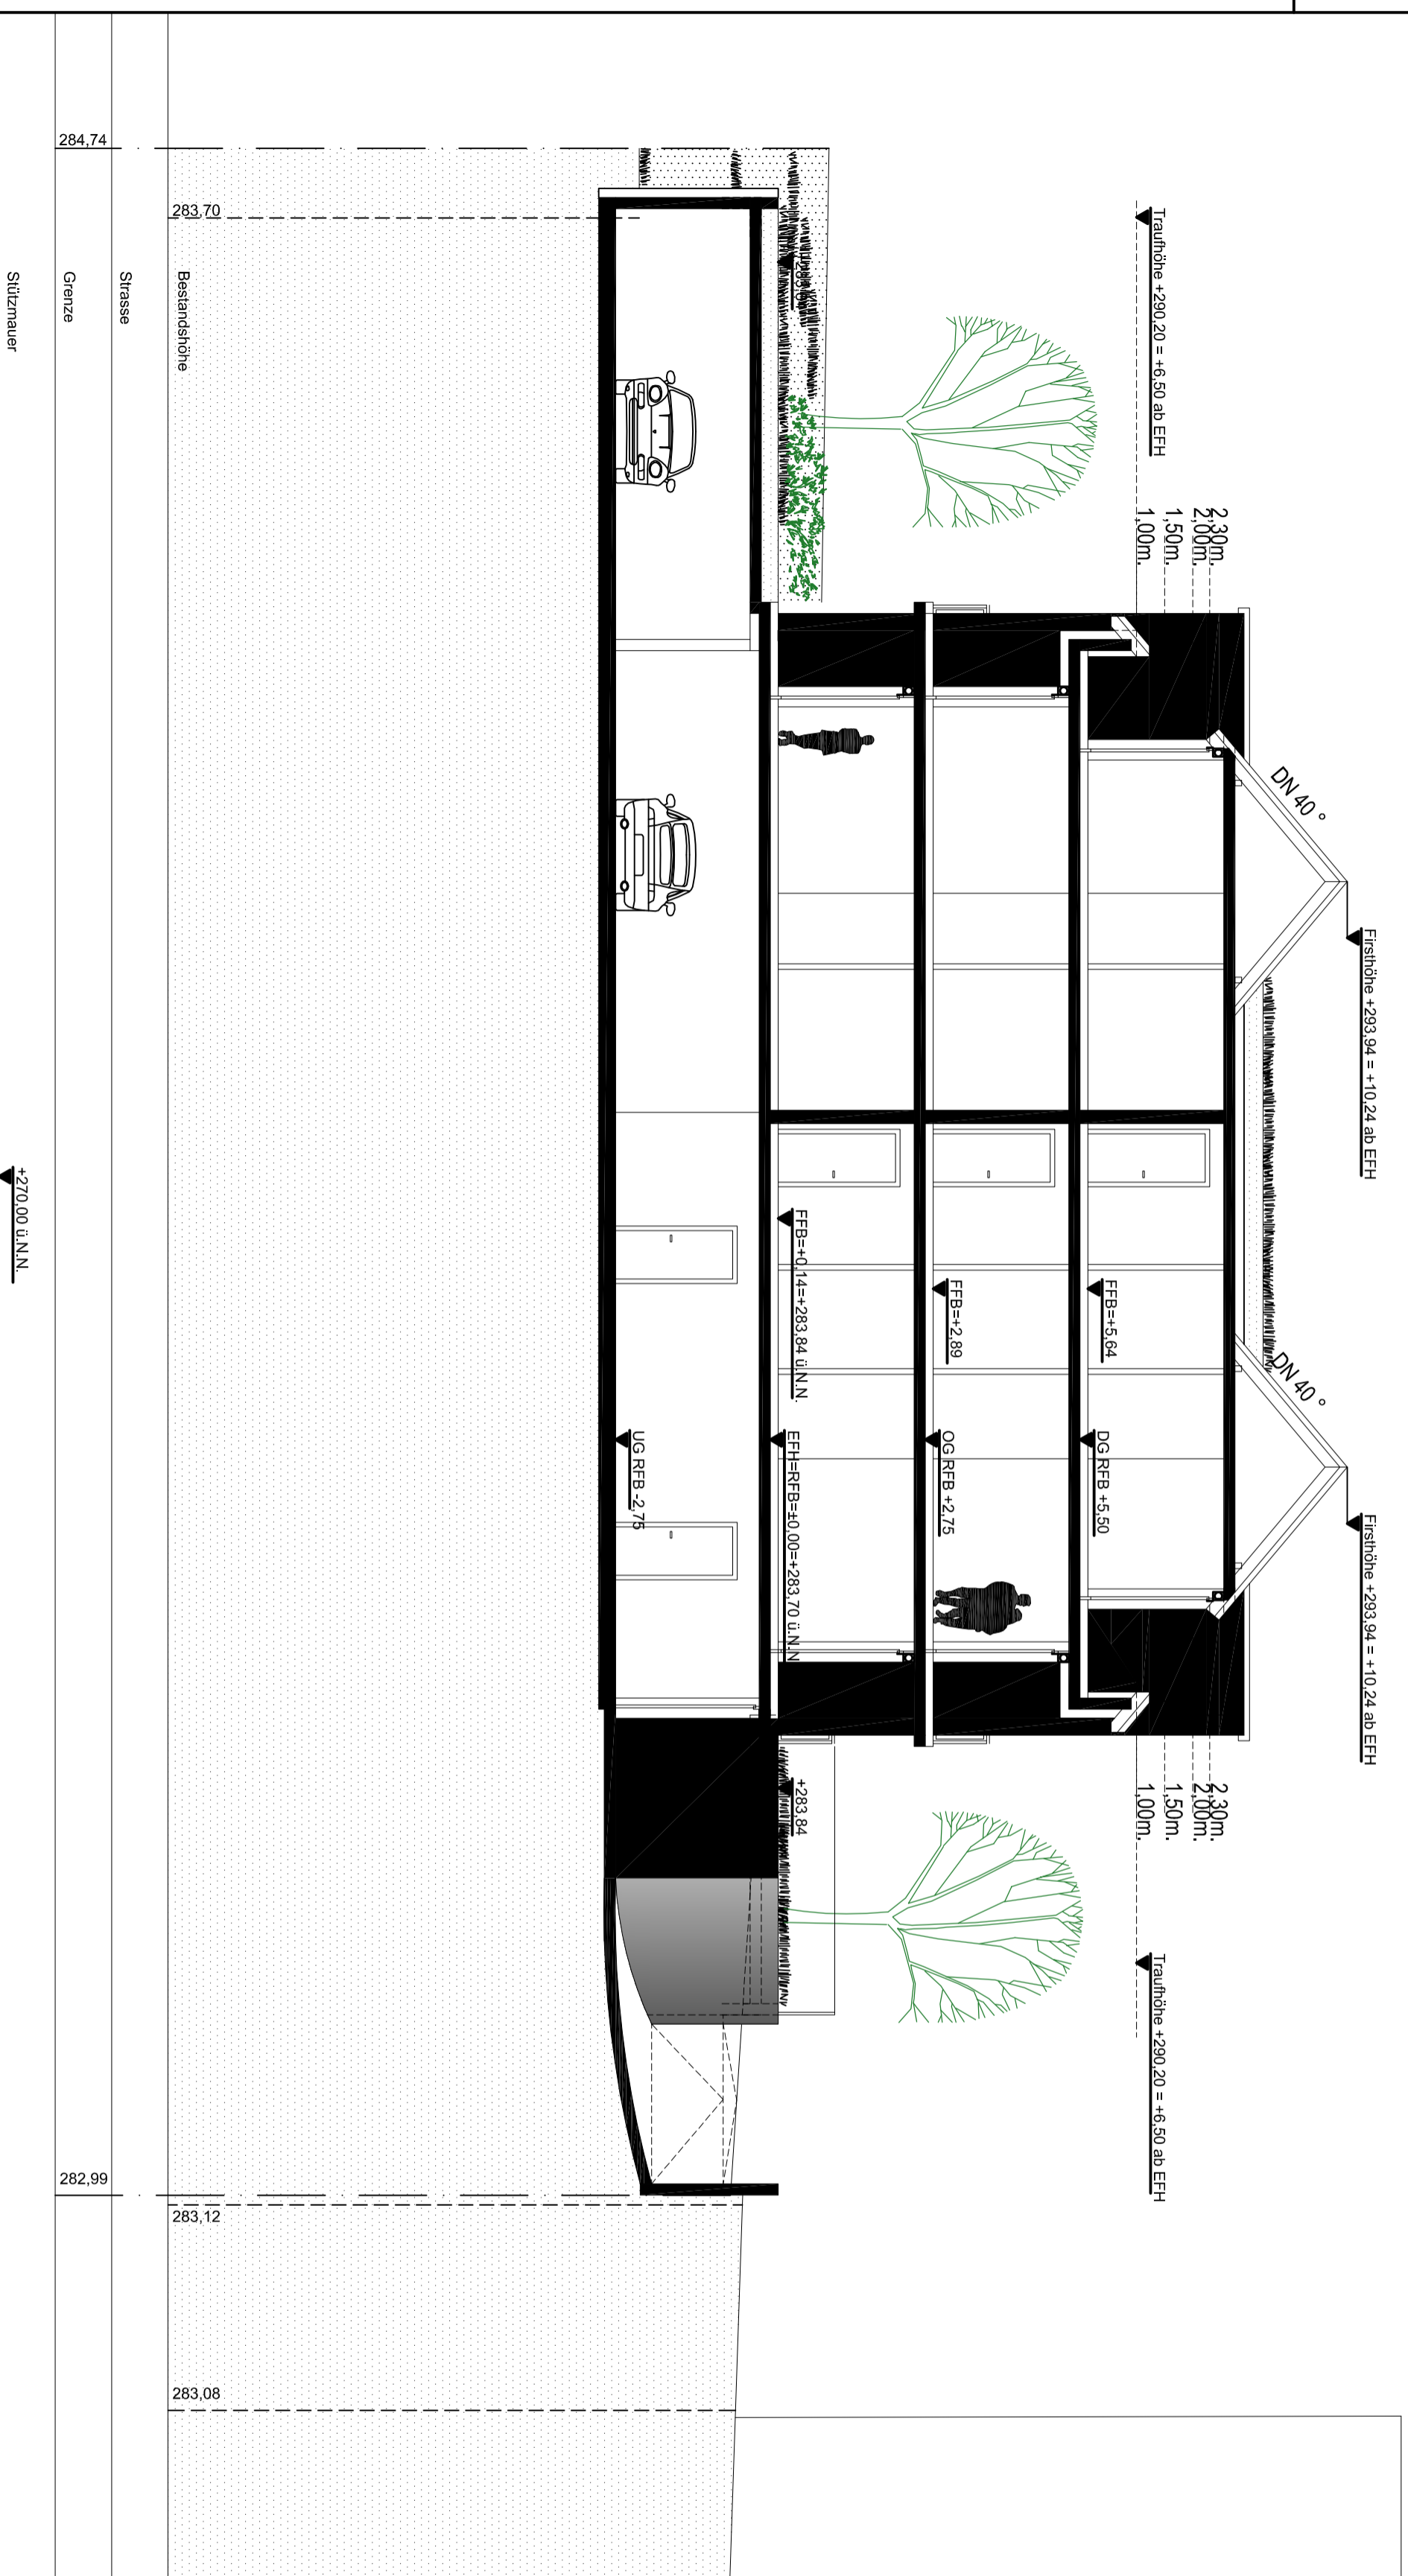 Firsthöhe +293,94 = +10,24 ab EFH
Firsthöhe +293,94 = +10,24 ab EFH
DN 40 °
DN 40 °
2,30m.
2,00m.
1,50m.
1,00m.
2,30m.
2,00m.
1,50m.
1,00m.
Traufhöhe +290,20 = +6,50 ab EFH
Traufhöhe +290,20 = +6,50 ab EFH
FFB=+5,64
DG RFB +5,50
FFB=+2,89
OG RFB +2,75
FFB=+0,14=+283,84 ü.N.N.
EFH=RFB=±0,00=+283,70 ü.N.N
+283,84
UG RFB -2,75
Bestandshöhe
283,70
283,12
283,08
Strasse
Grenze
284,74
282,99
Stützmauer
+270,00 ü.N.N.